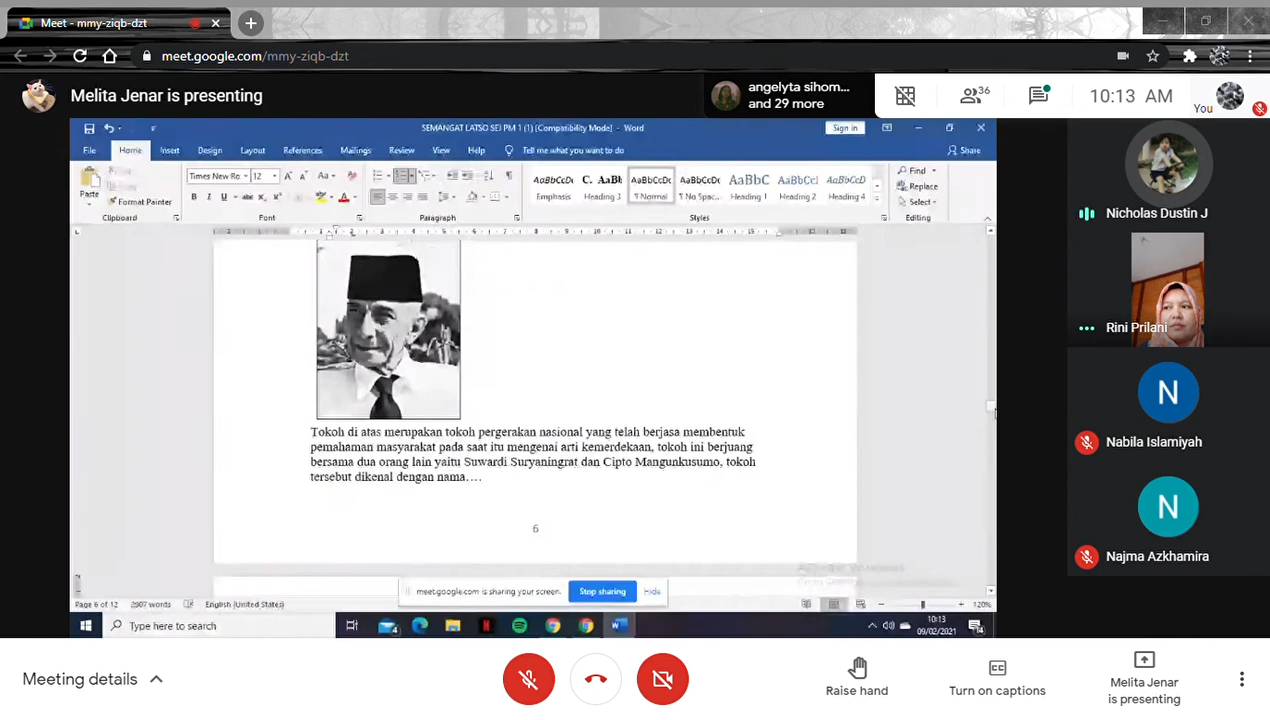 Meet - mmy-ziqb-dzt
meet.google.com/mmy-ziqb-dzt
Melita Jenar is presenting
angelyta sihom...
and 29 more
36
10:13 AM
You
SEMANGAT LATSO SEJ PM 1 (1) [Compatibility Mode] - Word
Sign in
File Home Insert Design Layout References Mailings Review View Help Tell me what you want to do
Share
Paste
Format Painter
Times New Ro 12
AaBbCcDc C. AaBb AaBbCcDc AaBbCcDc AaBbC AaBbCc AaBbCcD
Emphasis Heading 3 ¶ Normal ¶ No Spac... Heading 1 Heading 2 Heading 4
Find
Replace
Select
Clipboard Font Paragraph Styles Editing
Tokoh di atas merupakan tokoh pergerakan nasional yang telah berjasa membentuk
pemahaman masyarakat pada saat itu mengenai arti kemerdekaan, tokoh ini berjuang
bersama dua orang lain yaitu Suwardi Suryaningrat dan Cipto Mangunkusumo, tokoh
tersebut dikenal dengan nama….
6
meet.google.com is sharing your screen.
Stop sharing
Hide
Page 6 of 12 2907 words English (United States)
120%
Type here to search
10:13
09/02/2021
Nicholas Dustin J
Rini Prilani
N
Nabila Islamiyah
N
Najma Azkhamira
Meeting details
Raise hand
Turn on captions
Melita Jenar
is presenting